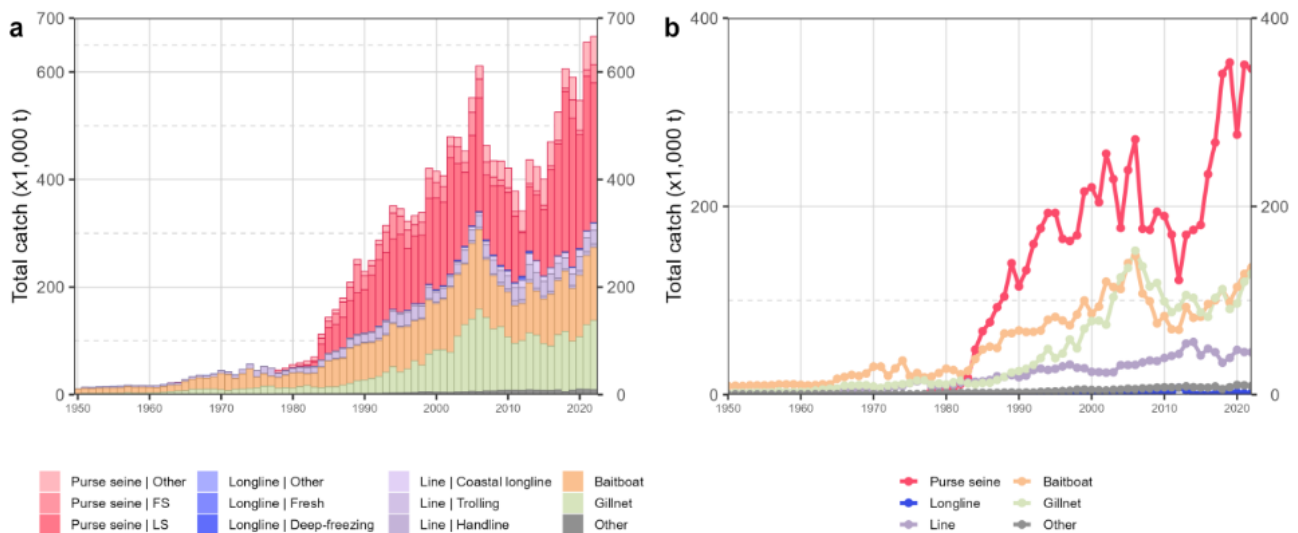 a
700
600
400
200
0
Total catch (x1,000 t)
700
600
400
200
0
1950 1960 1970 1980 1990 2000 2010 2020
b
400
200
0
Total catch (x1,000 t)
400
200
0
1950 1960 1970 1980 1990 2000 2010 2020
Purse seine | Other Longline | Other Line | Coastal longline Baitboat
Purse seine | FS Longline | Fresh Line | Trolling Gillnet
Purse seine | LS Longline | Deep-freezing Line | Handline Other
Purse seine Baitboat
Longline Gillnet
Line Other